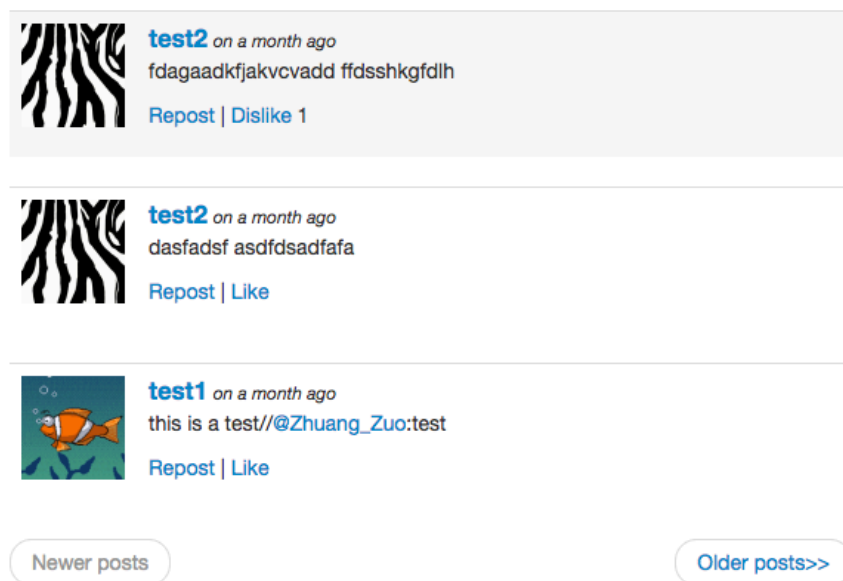 test2 on a month ago
fdagaadkfjakvcvadd ffdsshkgfdlh
Repost | Dislike 1
test2 on a month ago
dasfadsf asdfdsadfafa
Repost | Like
test1 on a month ago
this is a test//@Zhuang_Zuo:test
Repost | Like
Newer posts
Older posts>>